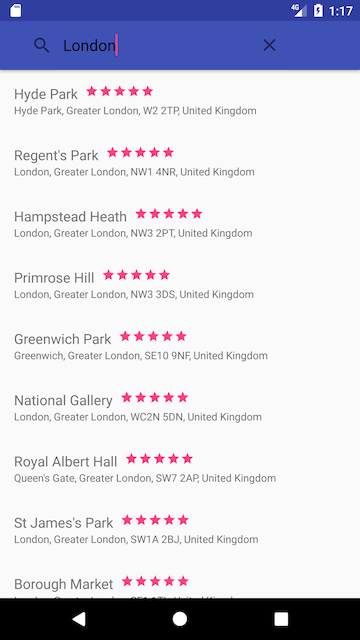 4G 1:17
London
Hyde Park
Hyde Park, Greater London, W2 2TP, United Kingdom
Regent's Park
London, Greater London, NW1 4NR, United Kingdom
Hampstead Heath
London, Greater London, NW3 2PT, United Kingdom
Primrose Hill
London, Greater London, NW3 3DS, United Kingdom
Greenwich Park
Greenwich, Greater London, SE10 9NF, United Kingdom
National Gallery
London, Greater London, WC2N 5DN, United Kingdom
Royal Albert Hall
Queen's Gate, Greater London, SW7 2AP, United Kingdom
St James's Park
London, Greater London, SW1A 2BJ, United Kingdom
Borough Market